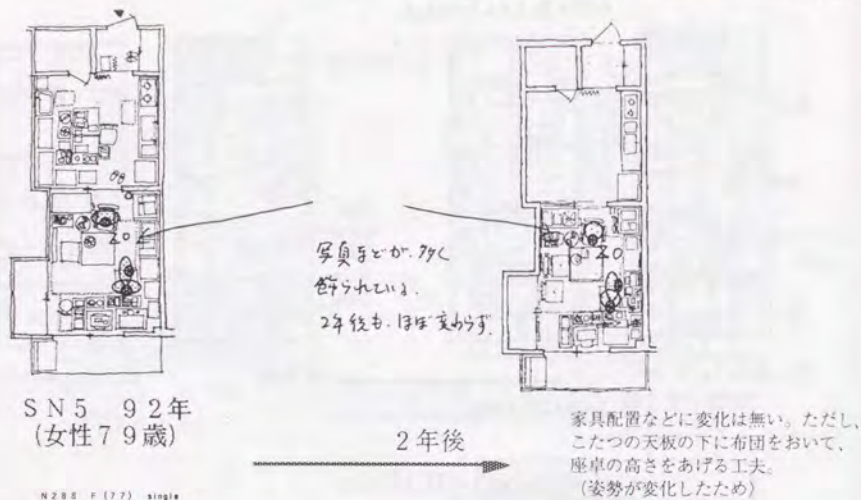 写真などが、多く
飾られている。
2年後も、ほぼ変わらず。
SN5 92年
(女性79歳)
2年後
家具配置などに変化は無い。ただし、
こたつの天板の下に布団をおいて、
座卓の高さをあげる工夫。
(姿勢が変化したため)
N288 F(77) single